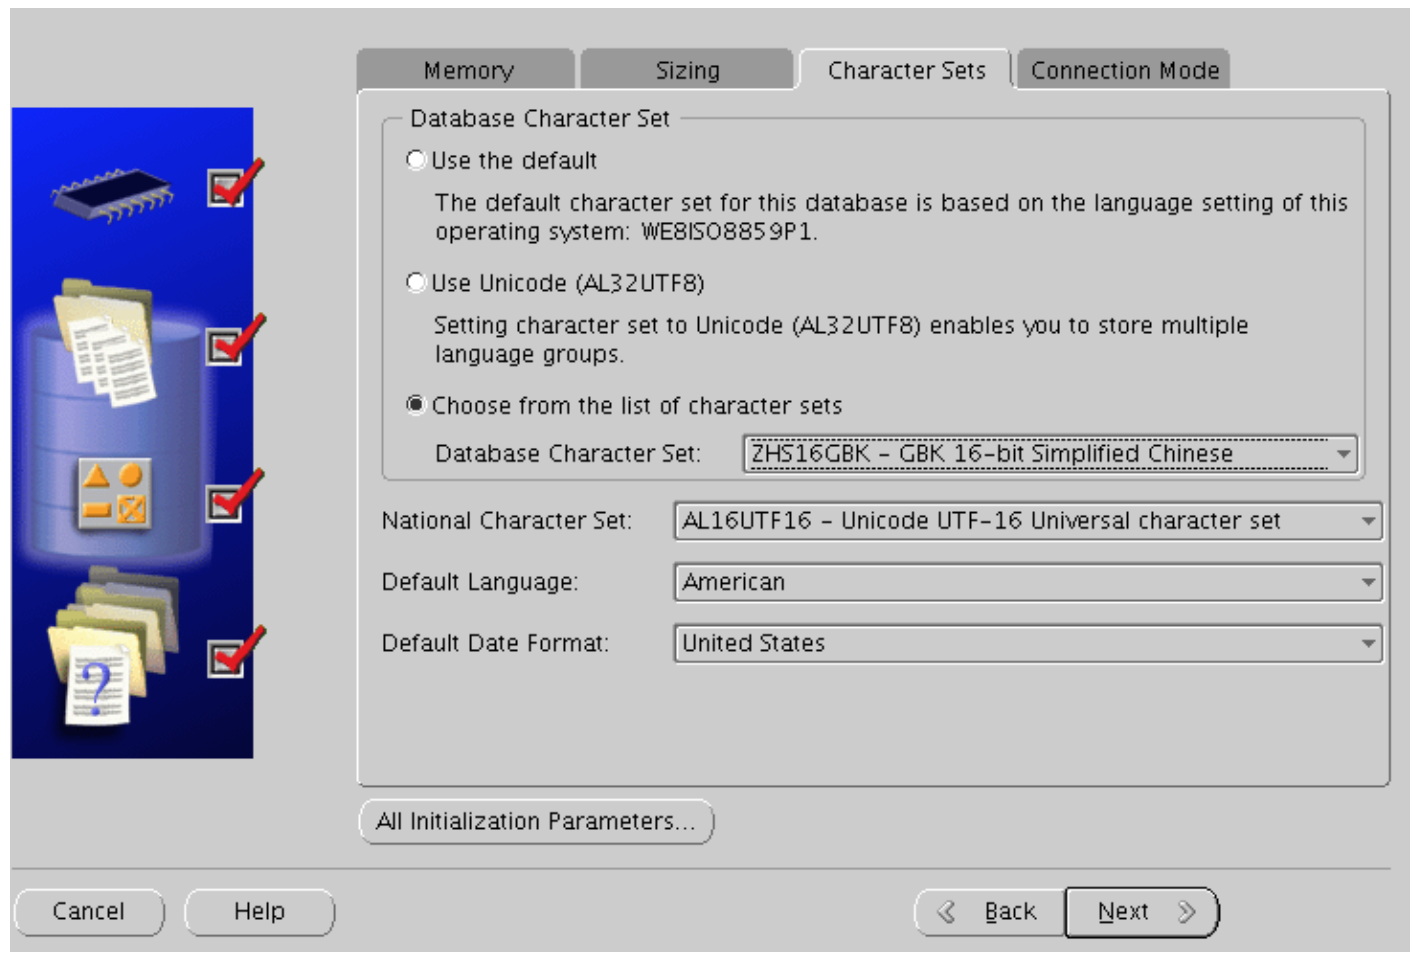 Memory
Sizing
Character Sets
Connection Mode
Database Character Set
Use the default
The default character set for this database is based on the language setting of this
operating system: WE8ISO8859P1.
Use Unicode (AL32UTF8)
Setting character set to Unicode (AL32UTF8) enables you to store multiple
language groups.
Choose from the list of character sets
Database Character Set: ZHS16GBK - GBK 16-bit Simplified Chinese
National Character Set: AL16UTF16 - Unicode UTF-16 Universal character set
Default Language: American
Default Date Format: United States
?
All Initialization Parameters...
Cancel
Help
Back
Next